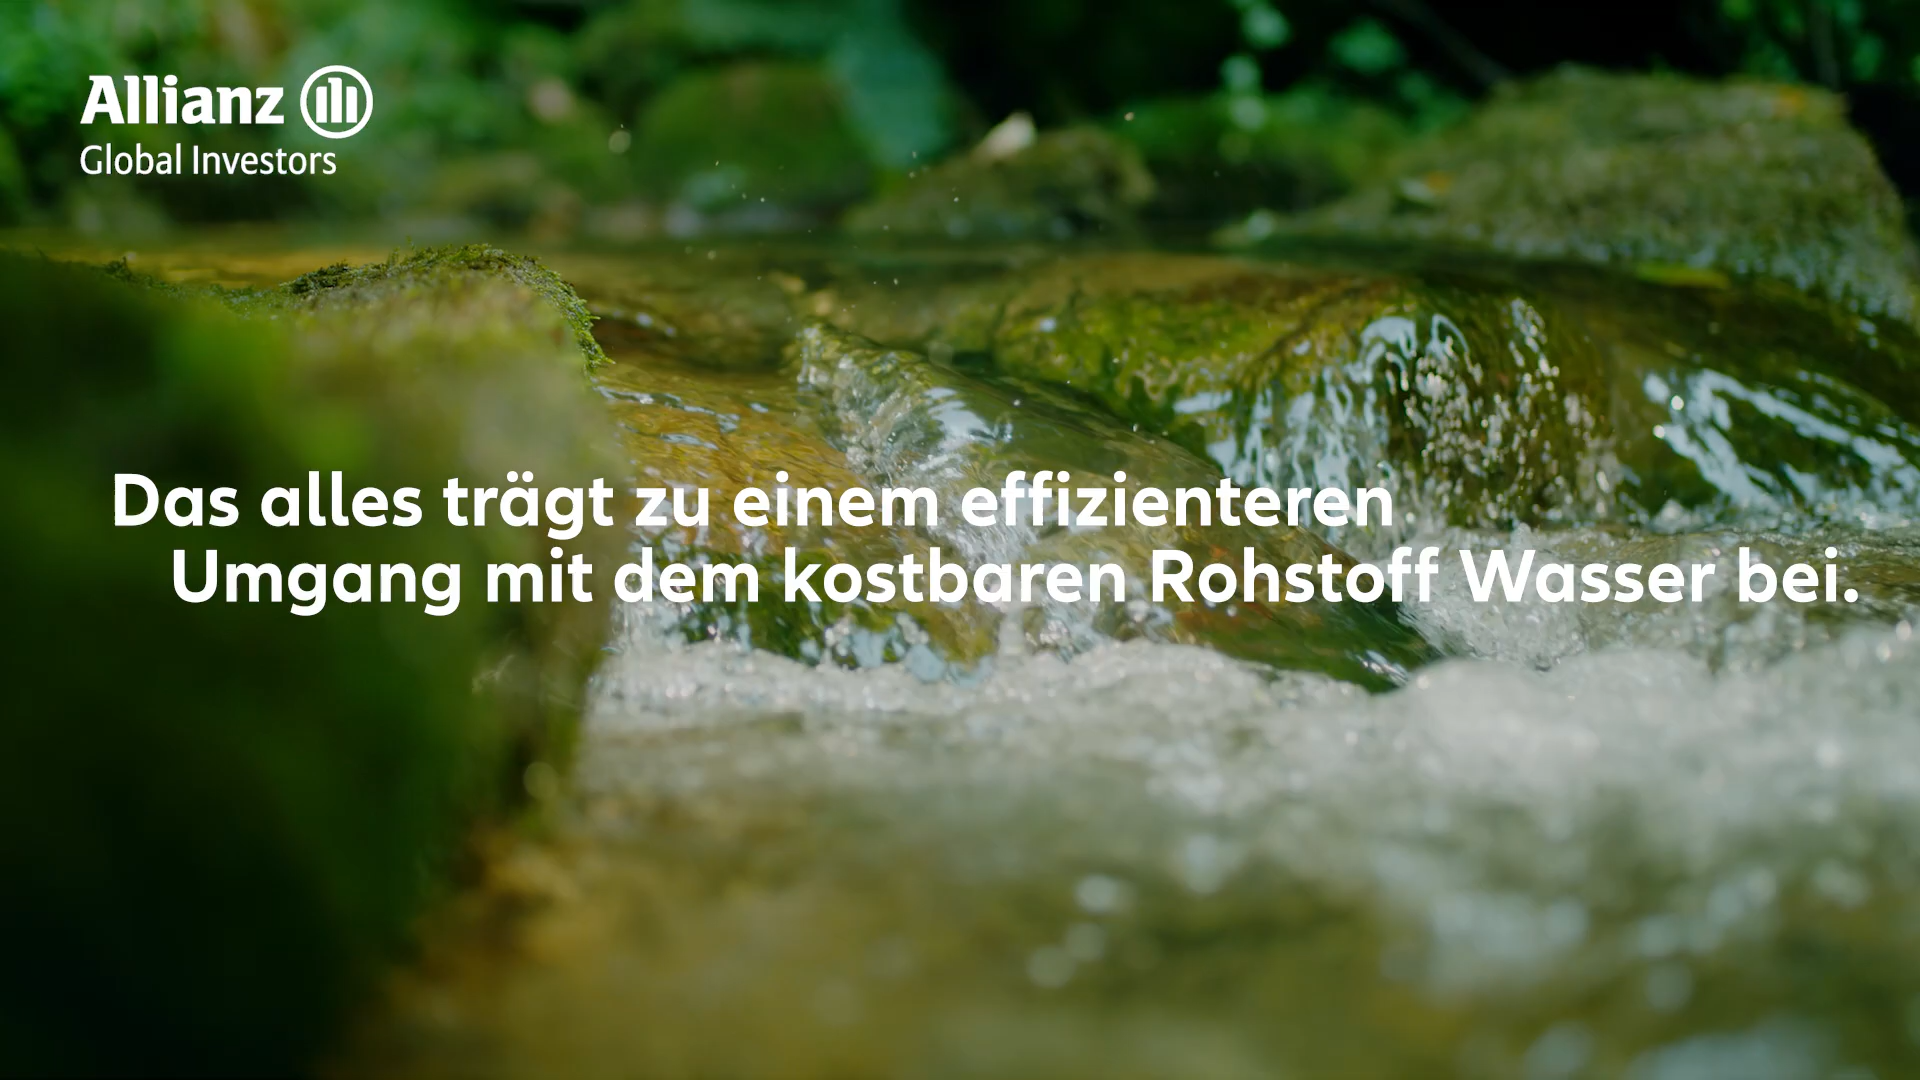 Allianz
Global Investors
Das alles trägt zu einem effizienteren
Umgang mit dem kostbaren Rohstoff Wasser bei.